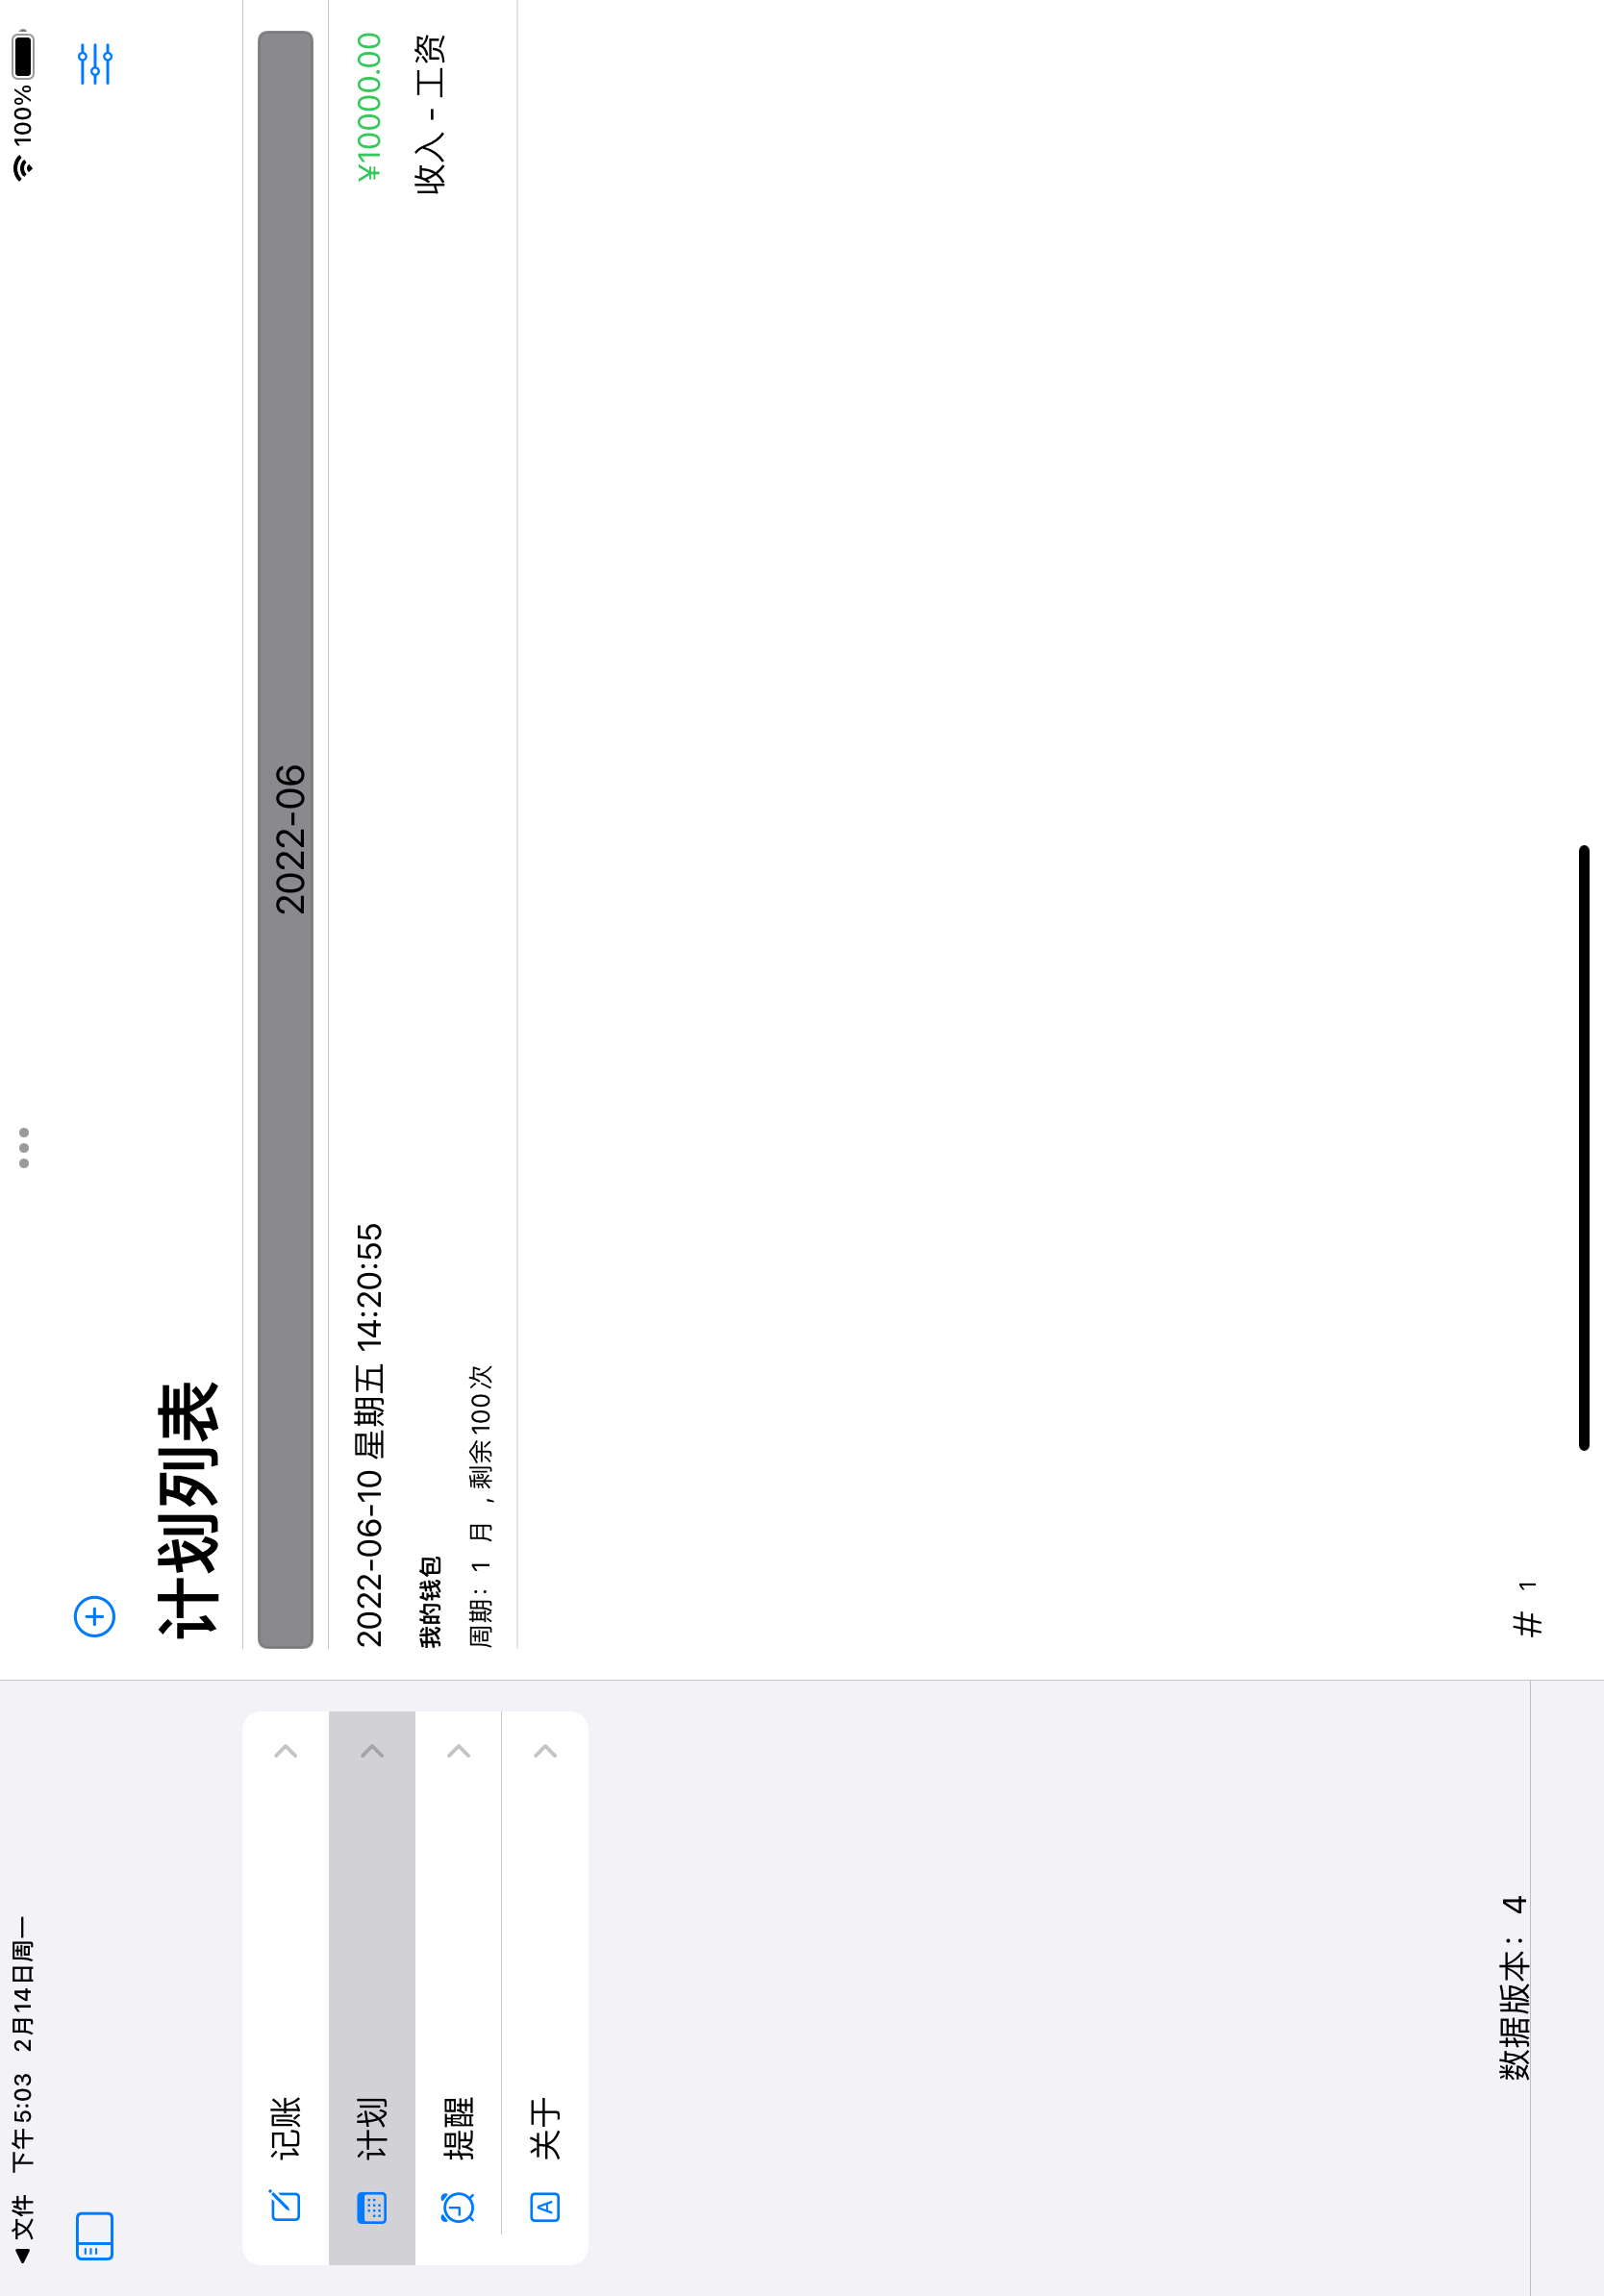 ◀ 文件 下午5:03 2月14日周一
100%
记账
计划
提醒
关于
数据版本： 4
计划列表
2022-06
2022-06-10 星期五 14:20:55
¥10000.00
我的钱包
收入 - 工资
周期： 1 月 , 剩余100次
# 1